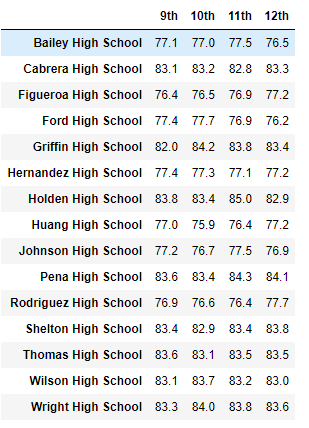 9th 10th 11th 12th
Bailey High School 77.1 77.0 77.5 76.5
Cabrera High School 83.1 83.2 82.8 83.3
Figueroa High School 76.4 76.5 76.9 77.2
Ford High School 77.4 77.7 76.9 76.2
Griffin High School 82.0 84.2 83.8 83.4
Hernandez High School 77.4 77.3 77.1 77.2
Holden High School 83.8 83.4 85.0 82.9
Huang High School 77.0 75.9 76.4 77.2
Johnson High School 77.2 76.7 77.5 76.9
Pena High School 83.6 83.4 84.3 84.1
Rodriguez High School 76.9 76.6 76.4 77.7
Shelton High School 83.4 82.9 83.4 83.8
Thomas High School 83.6 83.1 83.5 83.5
Wilson High School 83.1 83.7 83.2 83.0
Wright High School 83.3 84.0 83.8 83.6